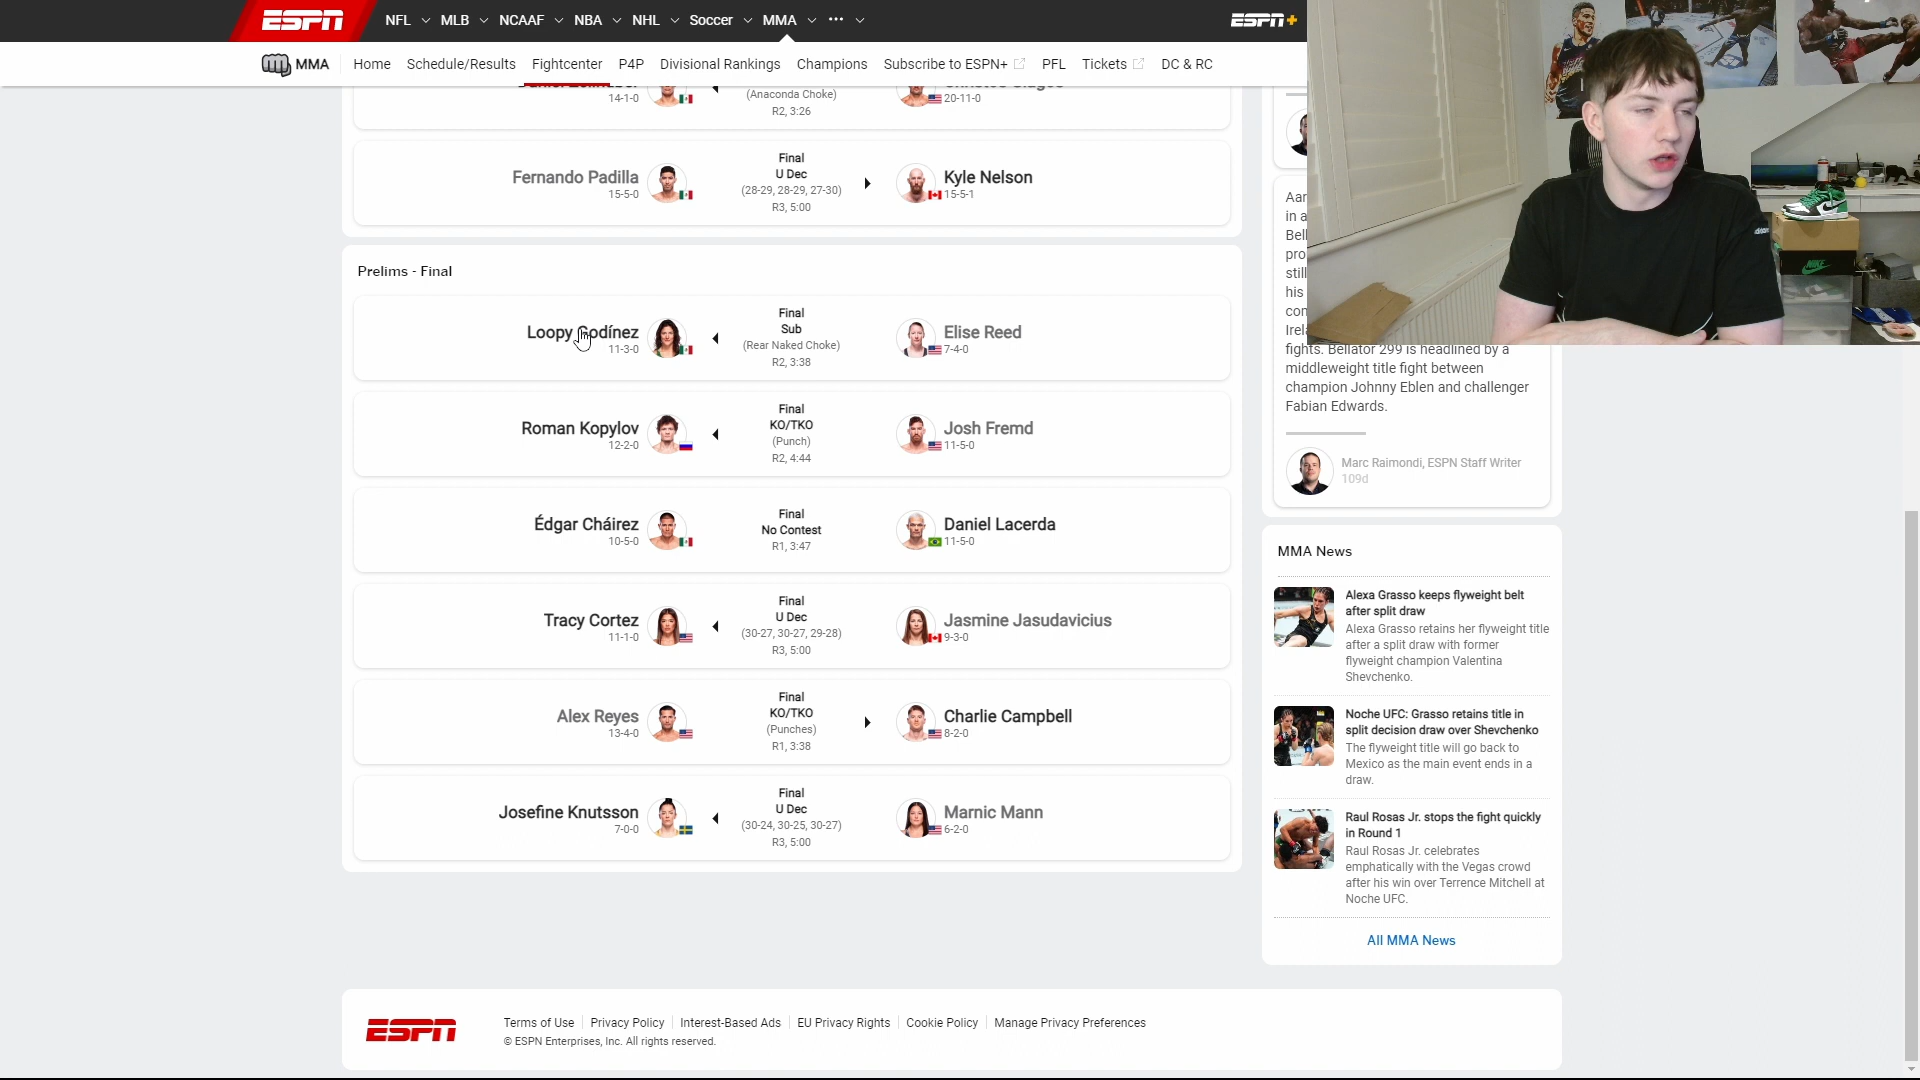 ESPN NFL MLB NCAAF NBA NHL Soccer MMA ESPN+
MMA Home Schedule/Results Fightcenter P4P Divisional Rankings Champions Subscribe to ESPN+ PFL Tickets DC & RC
14-1-0
(Anaconda Choke)
R2, 3:26
20-11-0
Fernando Padilla
15-5-0
Final
U Dec
(28-29, 28-29, 27-30)
R3, 5:00
Kyle Nelson
15-5-1
Prelims - Final
Loopy Godínez
11-3-0
Final
Sub
(Rear Naked Choke)
R2, 3:38
Elise Reed
7-4-0
Roman Kopylov
12-2-0
Final
KO/TKO
(Punch)
R2, 4:44
Josh Fremd
11-5-0
Édgar Cháirez
10-5-0
Final
No Contest
R1, 3:47
Daniel Lacerda
11-5-0
Tracy Cortez
11-1-0
Final
U Dec
(30-27, 30-27, 29-28)
R3, 5:00
Jasmine Jasudavicius
9-3-0
Alex Reyes
13-4-0
Final
KO/TKO
(Punches)
R1, 3:38
Charlie Campbell
8-2-0
Josefine Knutsson
7-0-0
Final
U Dec
(30-24, 30-25, 30-27)
R3, 5:00
Marnic Mann
6-2-0
Aar
in a
Bell
pro
still
his
con
Irela
fights. Bellator 299 is headlined by a
middleweight title fight between
champion Johnny Eblen and challenger
Fabian Edwards.
Marc Raimondi, ESPN Staff Writer
109d
MMA News
Alexa Grasso keeps flyweight belt
after split draw
Alexa Grasso retains her flyweight title
after a split draw with former
flyweight champion Valentina
Shevchenko.
Noche UFC: Grasso retains title in
split decision draw over Shevchenko
The flyweight title will go back to
Mexico as the main event ends in a
draw.
Raul Rosas Jr. stops the fight quickly
in Round 1
Raul Rosas Jr. celebrates
emphatically with the Vegas crowd
after his win over Terrence Mitchell at
Noche UFC.
All MMA News
ESPN
Terms of Use Privacy Policy Interest-Based Ads EU Privacy Rights Cookie Policy Manage Privacy Preferences
© ESPN Enterprises, Inc. All rights reserved.